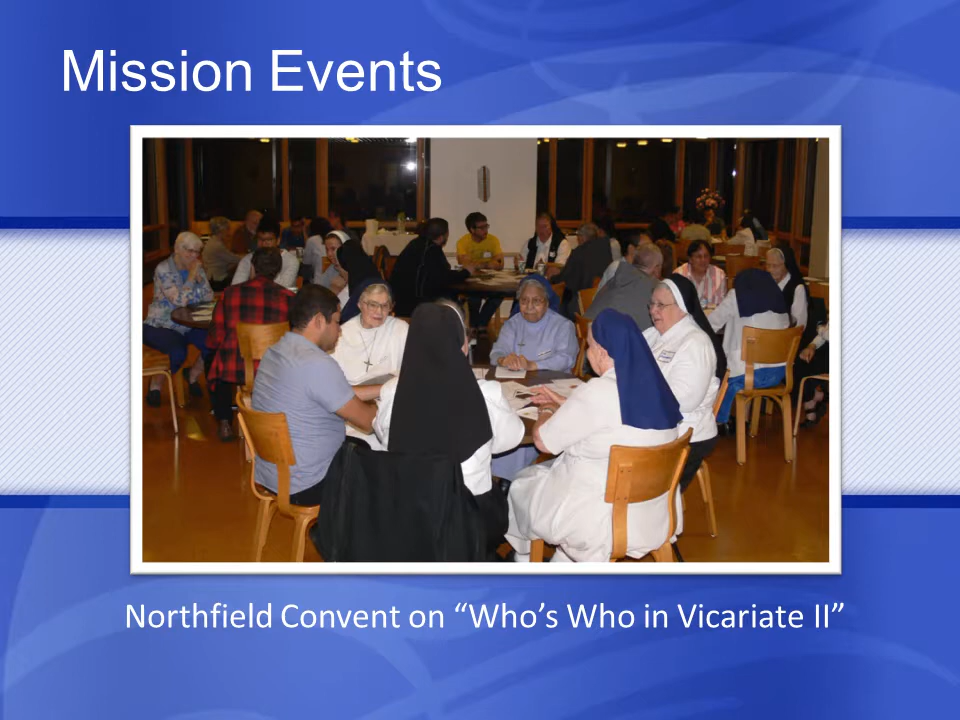 Mission Events
Northfield Convent on “Who’s Who in Vicariate II”